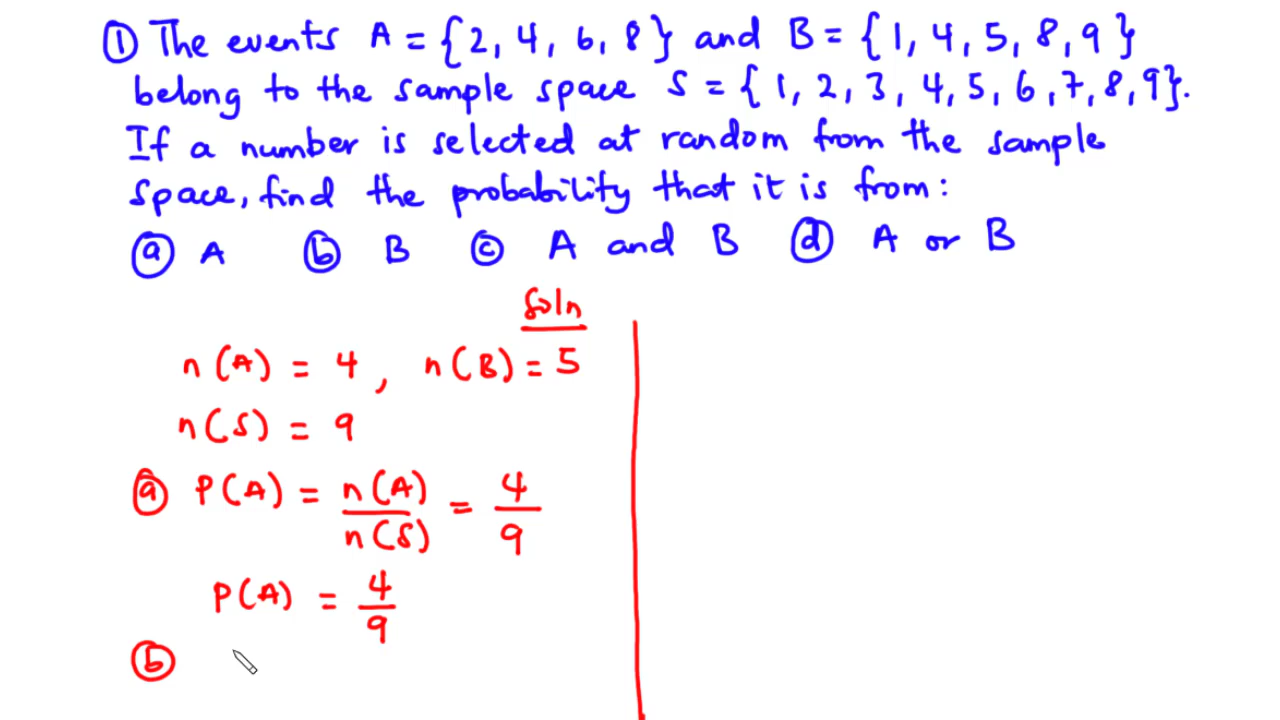 ① The events A = {2, 4, 6, 8} and B = {1, 4, 5, 8, 9}
belong to the sample space S = {1, 2, 3, 4, 5, 6, 7, 8, 9}.
If a number is selected at random from the sample
space, find the probability that it is from:
ⓐ A ⓑ B ⓒ A and B ⓓ A or B
Soln
n(A) = 4, n(B) = 5
n(S) = 9
ⓐ P(A) = n(A)/n(S) = 4/9
P(A) = 4/9
ⓑ